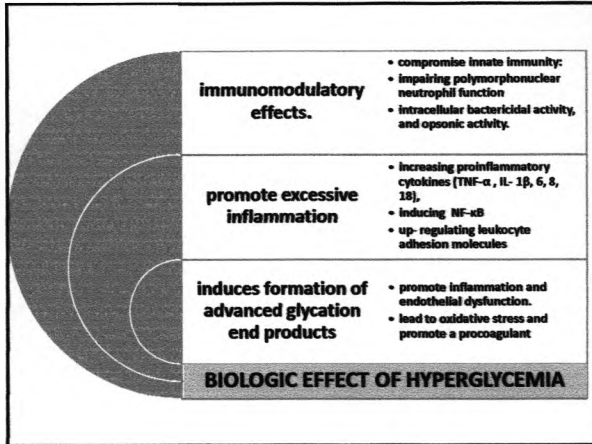 immunomodulatory
effects.
• compromise innate immunity:
• impairing polymorphonuclear
neutrophil function
• intracellular bactericidal activity,
and opsonic activity.
promote excessive
inflammation
• increasing proinflammatory
cytokines (TNF-α , IL- 1β, 6, 8,
18),
• inducing NF-κB
• up- regulating leukocyte
adhesion molecules
induces formation of
advanced glycation
end products
• promote inflammation and
endothelial dysfunction.
• lead to oxidative stress and
promote a procoagulant
BIOLOGIC EFFECT OF HYPERGLYCEMIA